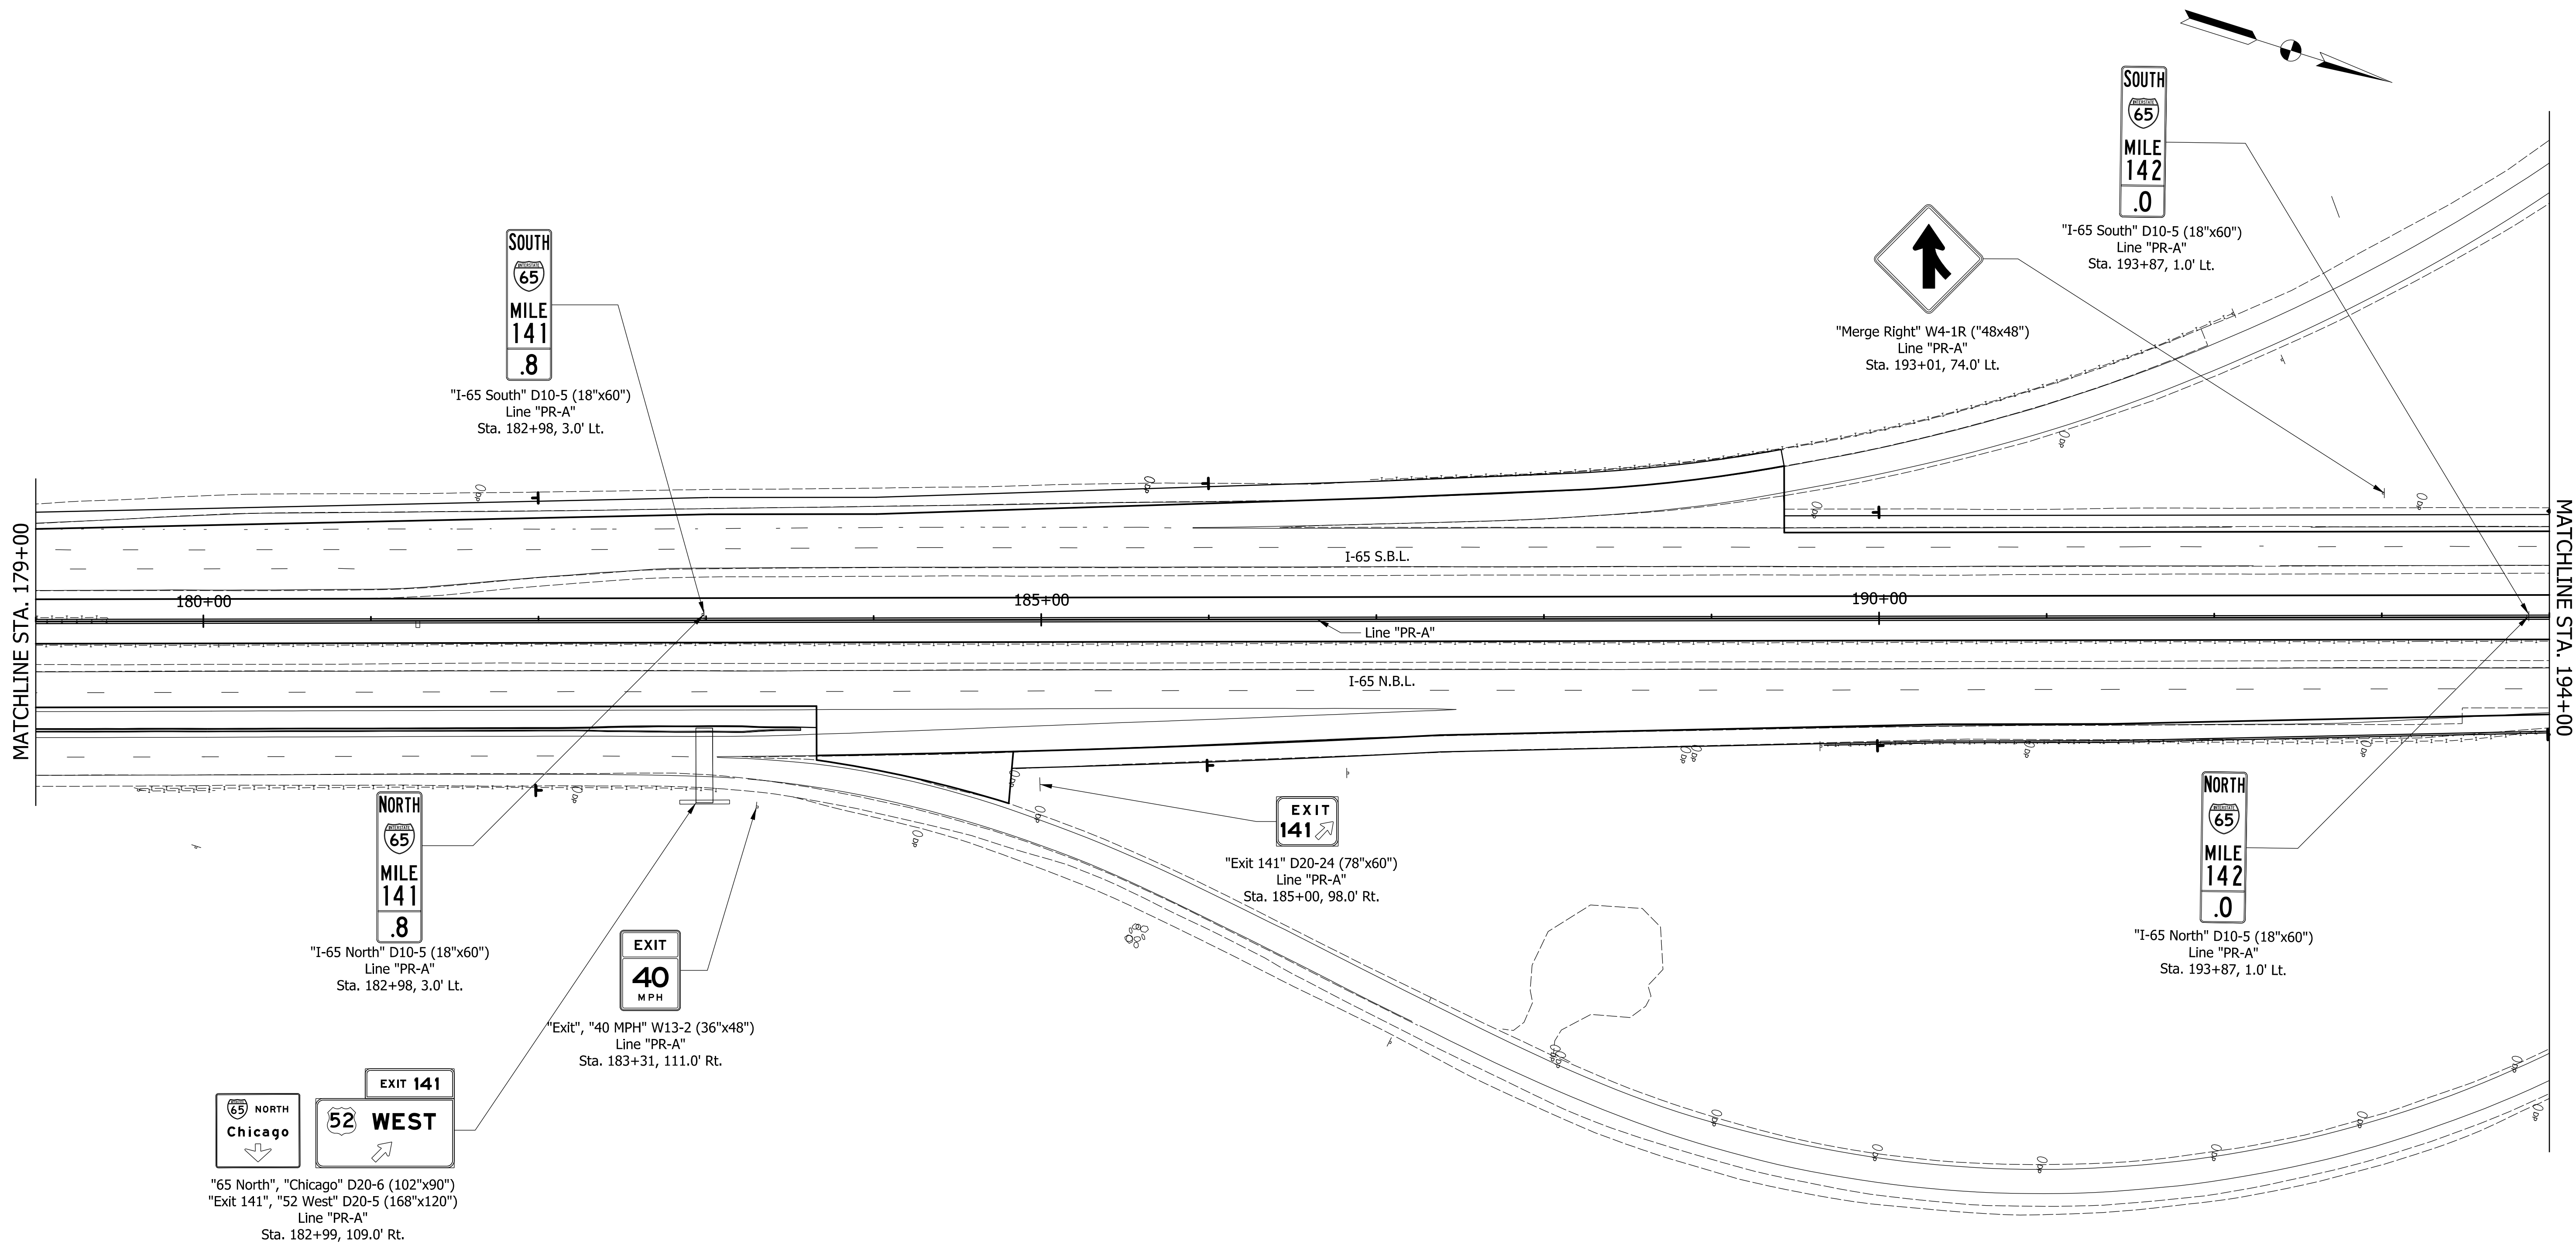 SOUTH
INTERSTATE
65
MILE
142
.0
"I-65 South" D10-5 (18"x60")
Line "PR-A"
Sta. 193+87, 1.0' Lt.
"Merge Right" W4-1R ("48x48")
Line "PR-A"
Sta. 193+01, 74.0' Lt.
SOUTH
INTERSTATE
65
MILE
141
.8
"I-65 South" D10-5 (18"x60")
Line "PR-A"
Sta. 182+98, 3.0' Lt.
MATCHLINE STA. 179+00
MATCHLINE STA. 194+00
I-65 S.B.L.
180+00
185+00
190+00
Line "PR-A"
I-65 N.B.L.
NORTH
INTERSTATE
65
MILE
141
.8
"I-65 North" D10-5 (18"x60")
Line "PR-A"
Sta. 182+98, 3.0' Lt.
EXIT
40
MPH
"Exit", "40 MPH" W13-2 (36"x48")
Line "PR-A"
Sta. 183+31, 111.0' Rt.
EXIT
141
"Exit 141" D20-24 (78"x60")
Line "PR-A"
Sta. 185+00, 98.0' Rt.
NORTH
INTERSTATE
65
MILE
142
.0
"I-65 North" D10-5 (18"x60")
Line "PR-A"
Sta. 193+87, 1.0' Lt.
65 NORTH
Chicago
EXIT 141
52 WEST
"65 North", "Chicago" D20-6 (102"x90")
"Exit 141", "52 West" D20-5 (168"x120")
Line "PR-A"
Sta. 182+99, 109.0' Rt.